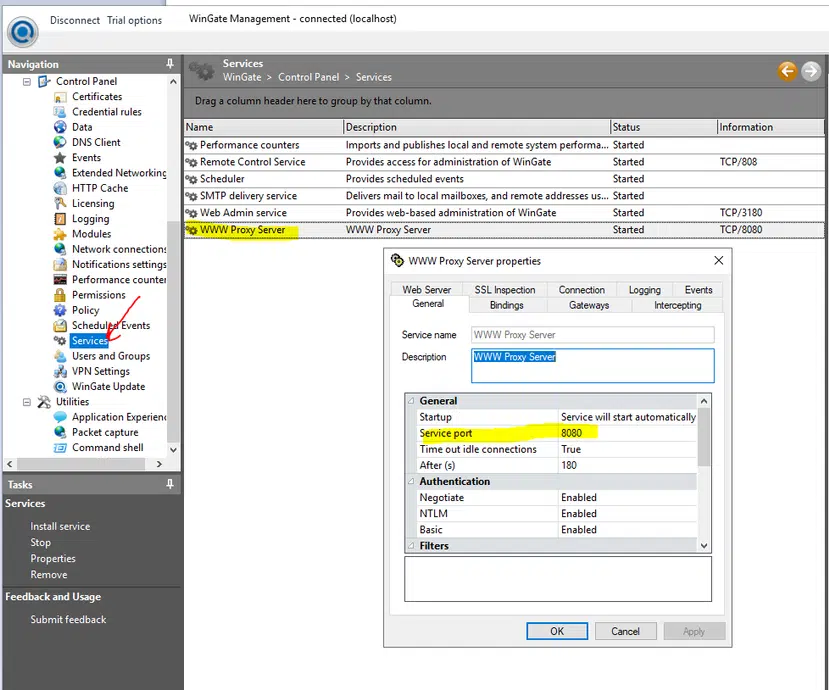 Disconnect Trial options WinGate Management - connected (localhost)
Navigation
Control Panel
Certificates
Credential rules
Data
DNS Client
Events
Extended Networking
HTTP Cache
Licensing
Logging
Modules
Network connections
Notifications settings
Performance counter
Permissions
Policy
Scheduled Events
Services
Users and Groups
VPN Settings
WinGate Update
Utilities
Application Experienc
Packet capture
Command shell
Tasks
Services
Install service
Stop
Properties
Remove
Feedback and Usage
Submit feedback
Services
WinGate > Control Panel > Services
Drag a column header here to group by that column.
Name Description Status Information
Performance counters Imports and publishes local and remote system performa... Started
Remote Control Service Provides access for administration of WinGate Started TCP/808
Scheduler Provides scheduled events Started
SMTP delivery service Delivers mail to local mailboxes, and remote addresses us... Started
Web Admin service Provides web-based administration of WinGate Started TCP/3180
WWW Proxy Server WWW Proxy Server Started TCP/8080
WWW Proxy Server properties
Web Server SSL Inspection Connection Logging Events
General Bindings Gateways Intercepting
Service name WWW Proxy Server
Description WWW Proxy Server
General
Startup Service will start automatically
Service port 8080
Time out idle connections True
After (s) 180
Authentication
Negotiate Enabled
NTLM Enabled
Basic Enabled
Filters
OK Cancel Apply